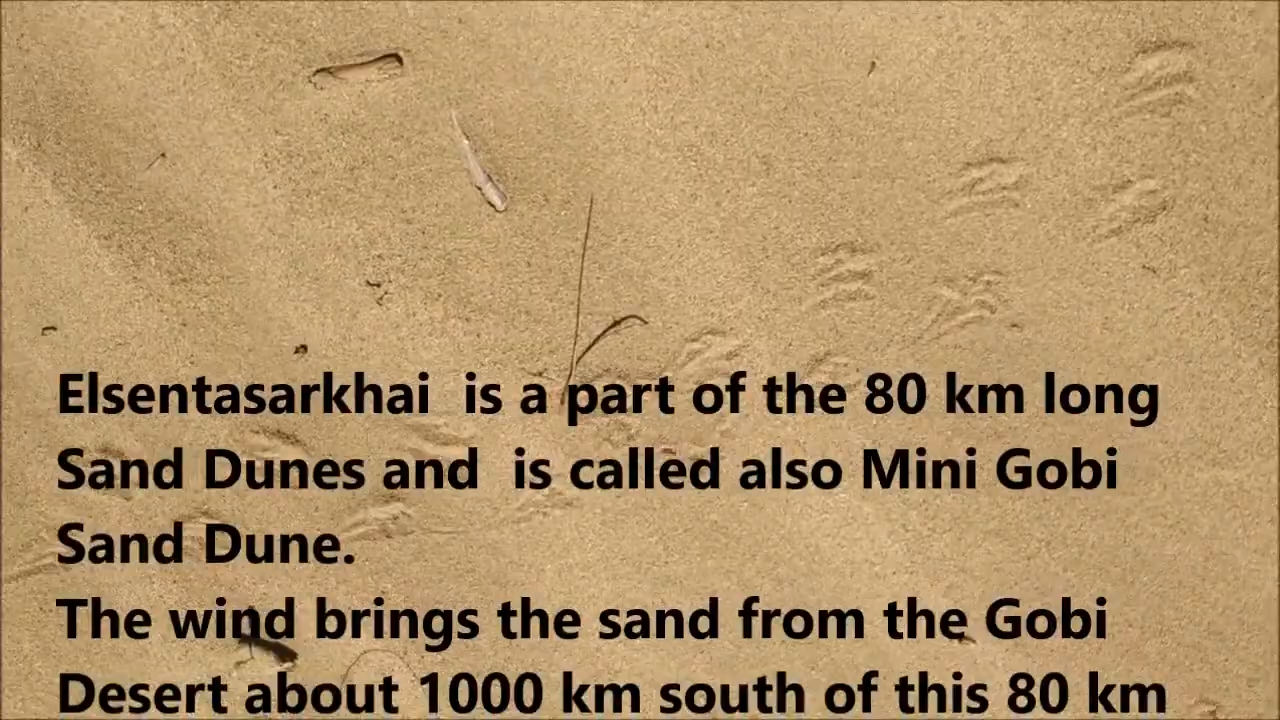 Elsentasarkhai  is a part of the 80 km long
Sand Dunes and  is called also Mini Gobi
Sand Dune.
The wind brings the sand from the Gobi
Desert about 1000 km south of this 80 km